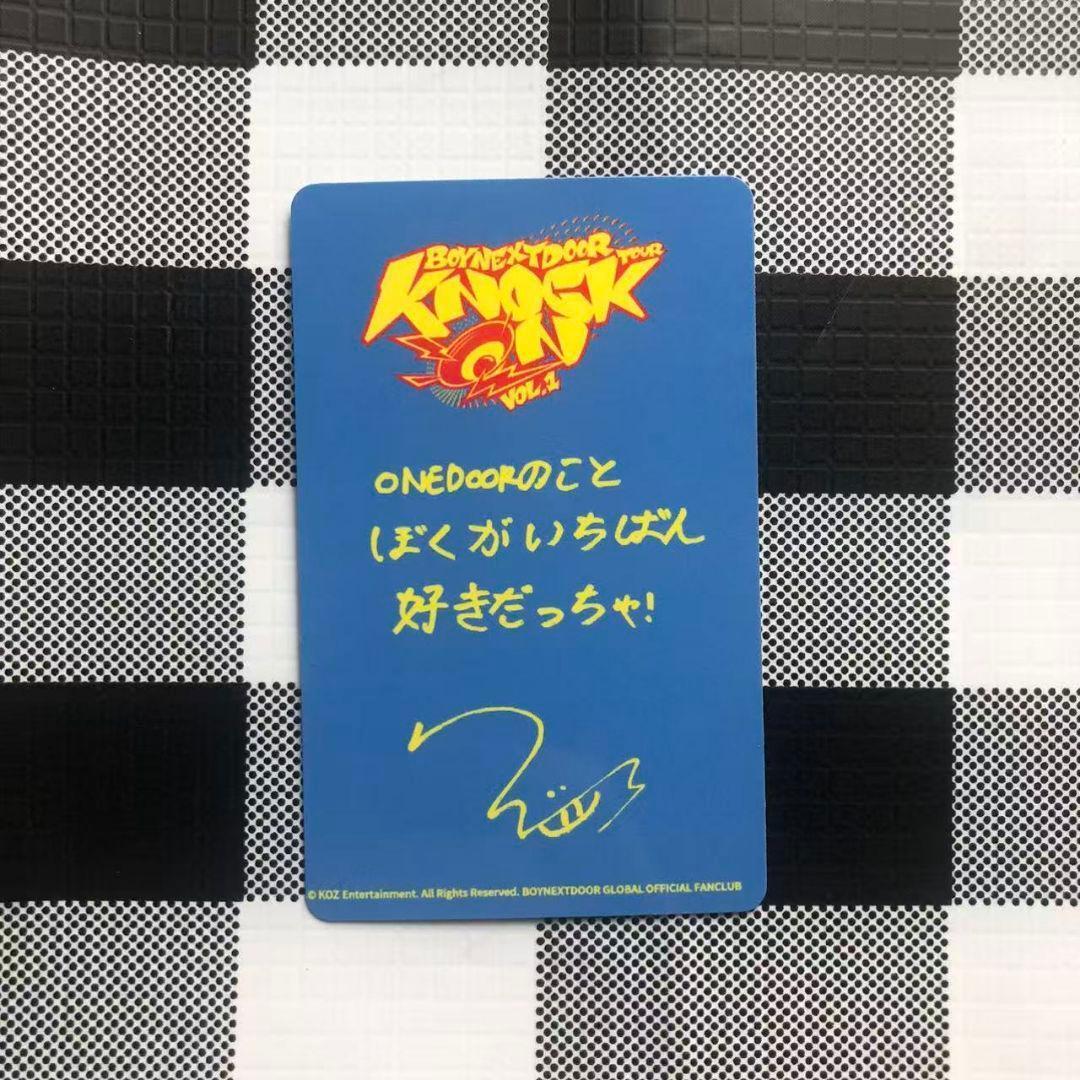 BOYNEXTDOOR TOUR
KNOCK
ON
VOL.1
ONEDOORのこと
ぼくがいちばん
好きだっちゃ!
© KOZ Entertainment. All Rights Reserved. BOYNEXTDOOR GLOBAL OFFICIAL FANCLUB